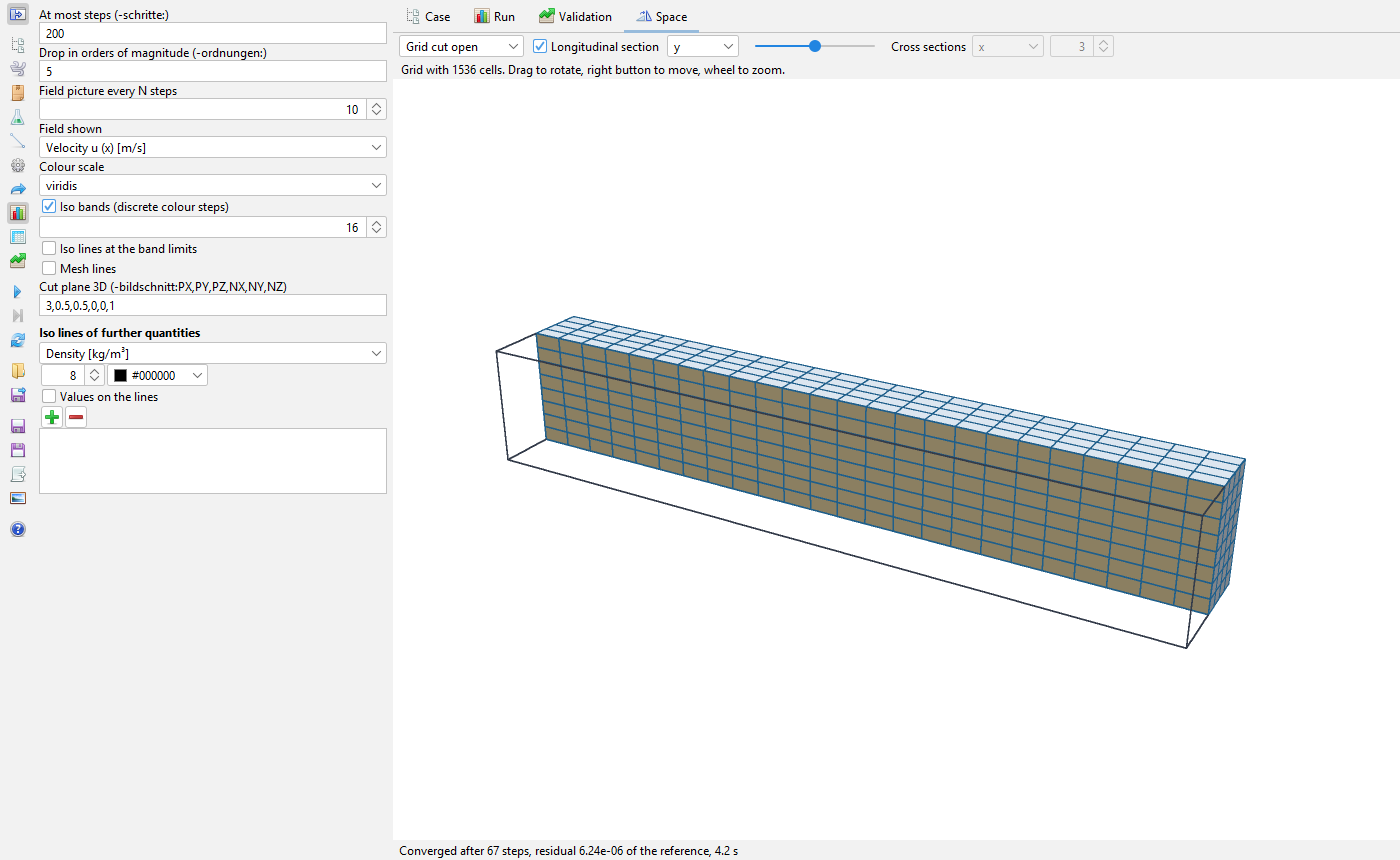 At most steps (-schritte:)
200
Drop in orders of magnitude (-ordnungen:)
5
Field picture every N steps
10
Field shown
Velocity u (x) [m/s]
Colour scale
viridis
Iso bands (discrete colour steps)
16
Iso lines at the band limits
Mesh lines
Cut plane 3D (-bildschnitt:PX,PY,PZ,NX,NY,NZ)
3,0.5,0.5,0,0,1
Iso lines of further quantities
Density [kg/m³]
8 #000000
Values on the lines
Case Run Validation Space
Grid cut open Longitudinal section y Cross sections x 3
Grid with 1536 cells. Drag to rotate, right button to move, wheel to zoom.
Converged after 67 steps, residual 6.24e-06 of the reference, 4.2 s